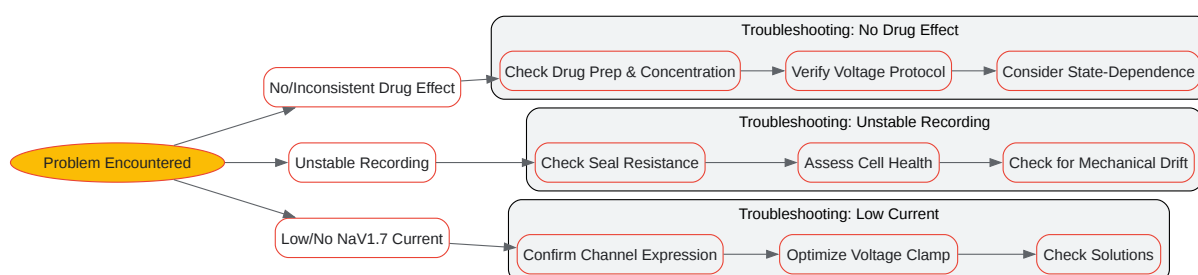 Troubleshooting: No Drug Effect
No/Inconsistent Drug Effect
Check Drug Prep & Concentration
Verify Voltage Protocol
Consider State-Dependence
Problem Encountered
Troubleshooting: Unstable Recording
Unstable Recording
Check Seal Resistance
Assess Cell Health
Check for Mechanical Drift
Troubleshooting: Low Current
Low/No NaV1.7 Current
Confirm Channel Expression
Optimize Voltage Clamp
Check Solutions